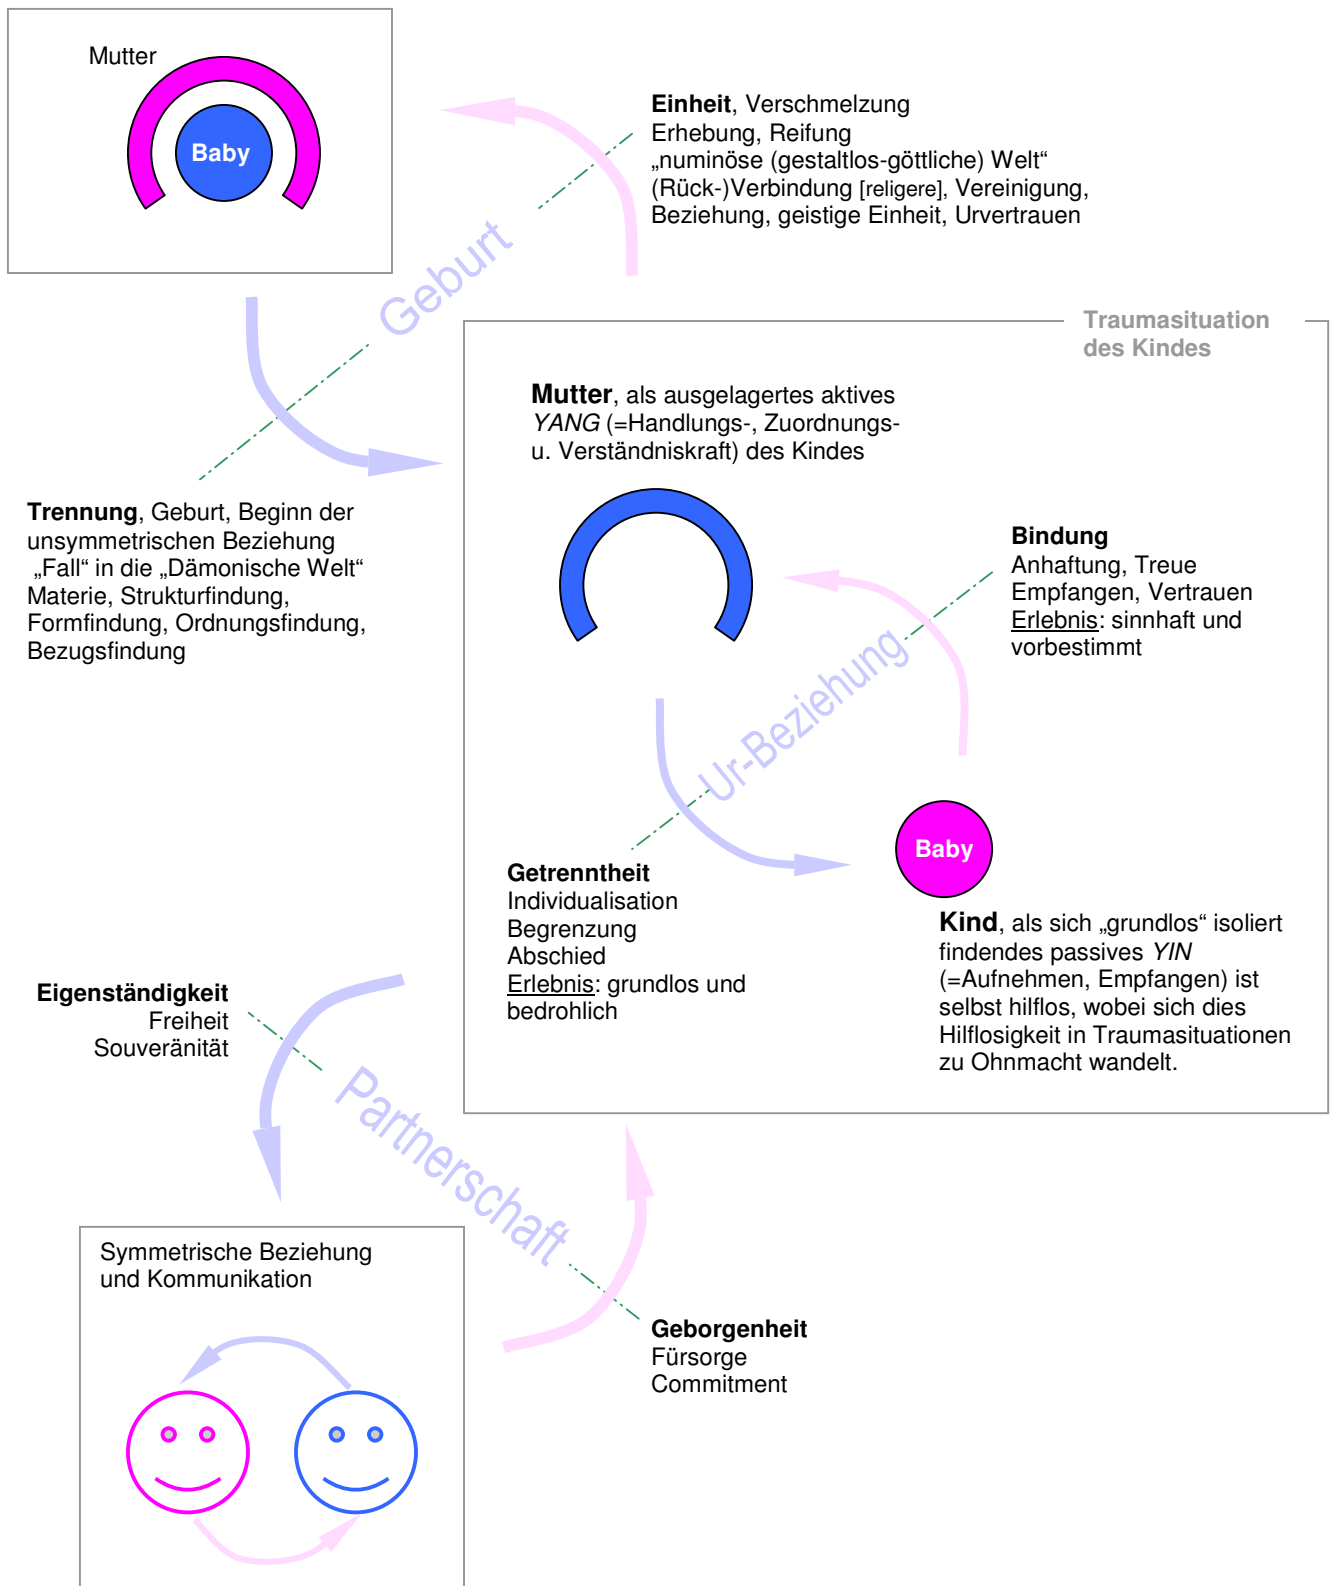 Mutter
Baby
Einheit, Verschmelzung
Erhebung, Reifung
„numinöse (gestaltlos-göttliche) Welt“
(Rück-)Verbindung [religere], Vereinigung,
Beziehung, geistige Einheit, Urvertrauen
Geburt
Trennung, Geburt, Beginn der
unsymmetrischen Beziehung
„Fall“ in die „Dämonische Welt“
Materie, Strukturfindung,
Formfindung, Ordnungsfindung,
Bezugsfindung
Traumasituation
des Kindes
Mutter, als ausgelagertes aktives
YANG (=Handlungs-, Zuordnungs-
u. Verständniskraft) des Kindes
Bindung
Anhaftung, Treue
Empfangen, Vertrauen
Erlebnis: sinnhaft und
vorbestimmt
Ur-Beziehung
Getrenntheit
Individualisation
Begrenzung
Abschied
Erlebnis: grundlos und
bedrohlich
Baby
Kind, als sich „grundlos“ isoliert
findendes passives YIN
(=Aufnehmen, Empfangen) ist
selbst hilflos, wobei sich dies
Hilflosigkeit in Traumasituationen
zu Ohnmacht wandelt.
Eigenständigkeit
Freiheit
Souveränität
Partnerschaft
Symmetrische Beziehung
und Kommunikation
Geborgenheit
Fürsorge
Commitment